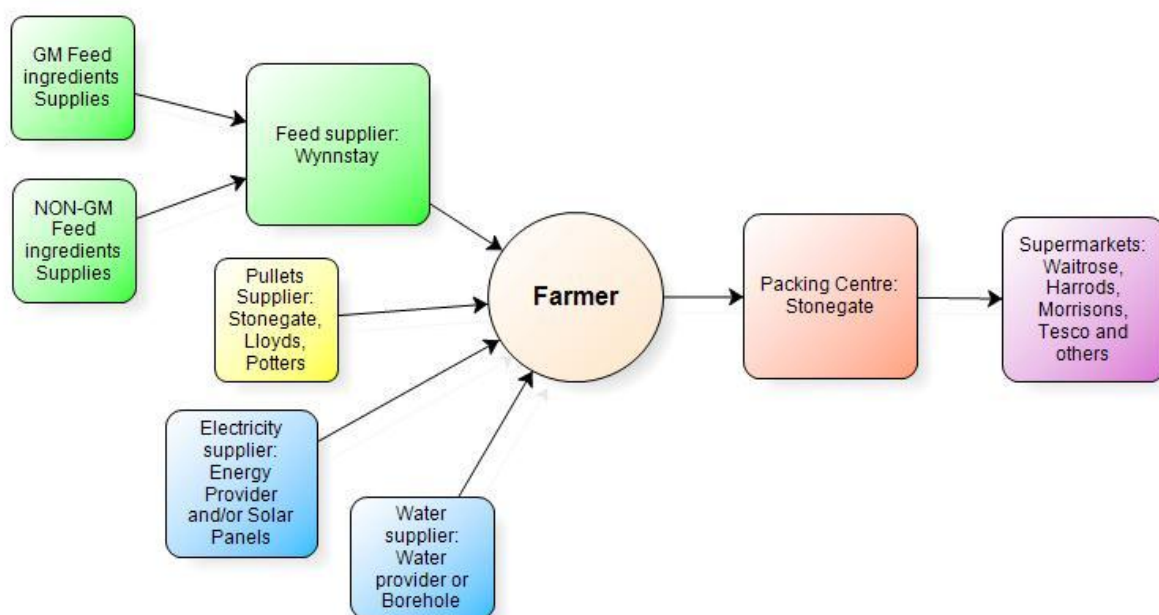 GM Feed
ingredients
Supplies
Feed supplier:
Wynnstay
NON-GM
Feed
ingredients
Supplies
Pullets
Supplier:
Stonegate,
Lloyds,
Potters
Farmer
Packing Centre:
Stonegate
Supermarkets:
Waitrose,
Harrods,
Morrisons,
Tesco and
others
Electricity
supplier:
Energy
Provider
and/or Solar
Panels
Water
supplier:
Water
provider or
Borehole